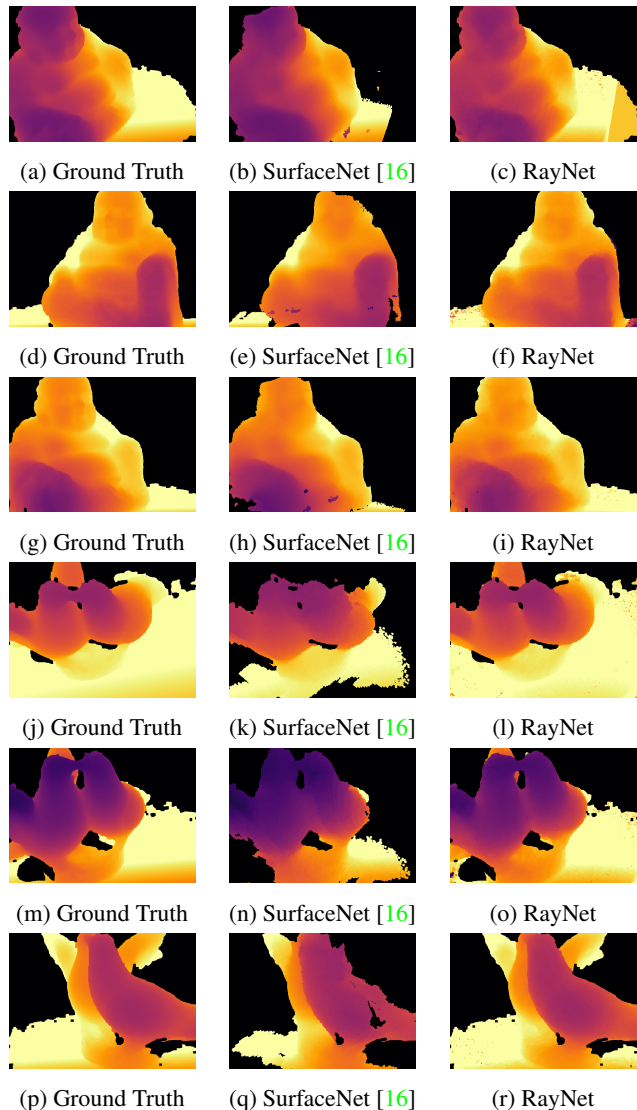 (a) Ground Truth (b) SurfaceNet [16] (c) RayNet
(d) Ground Truth (e) SurfaceNet [16] (f) RayNet
(g) Ground Truth (h) SurfaceNet [16] (i) RayNet
(j) Ground Truth (k) SurfaceNet [16] (l) RayNet
(m) Ground Truth (n) SurfaceNet [16] (o) RayNet
(p) Ground Truth (q) SurfaceNet [16] (r) RayNet